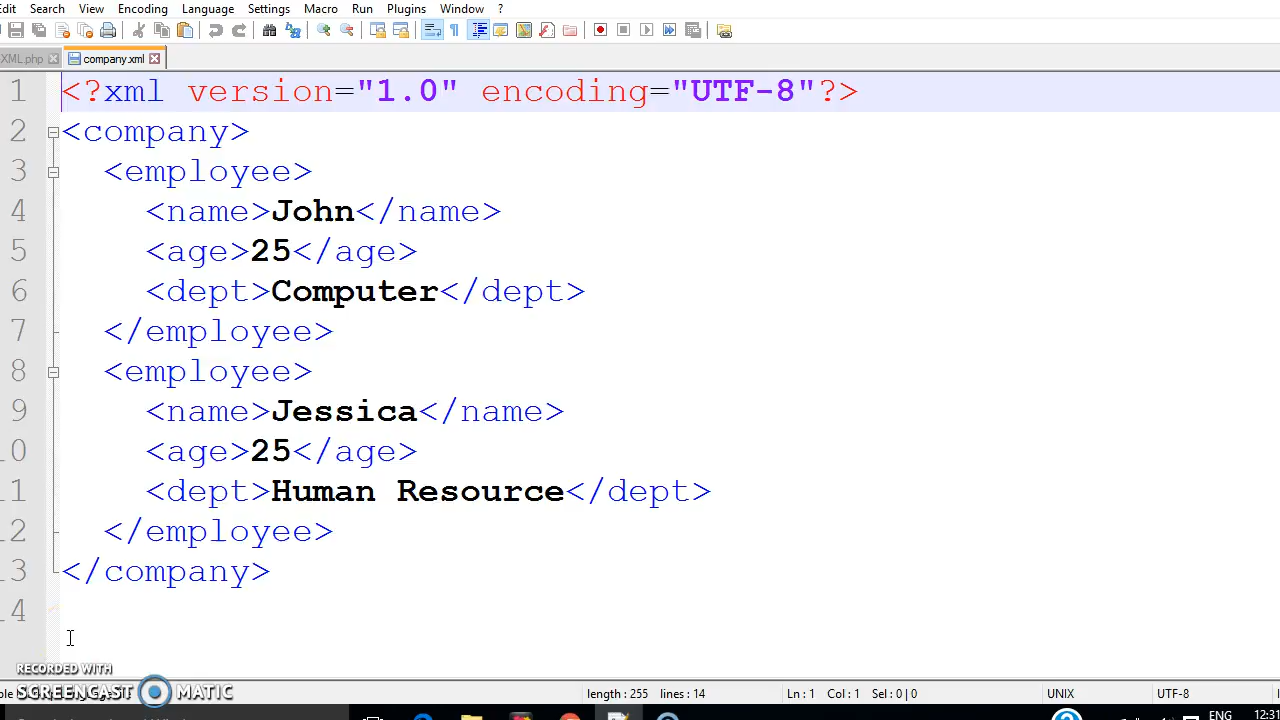 Edit Search View Encoding Language Settings Macro Run Plugins Window ?
XML.php company.xml
1 <?xml version="1.0" encoding="UTF-8"?>
2 <company>
3 <employee>
4 <name>John</name>
5 <age>25</age>
6 <dept>Computer</dept>
7 </employee>
8 <employee>
9 <name>Jessica</name>
10 <age>25</age>
11 <dept>Human Resource</dept>
12 </employee>
13 </company>
14
RECORDED WITH
SCREENCAST MATIC
length : 255 lines : 14 Ln : 1 Col : 1 Sel : 0 | 0 UNIX UTF-8
ENG 12:31